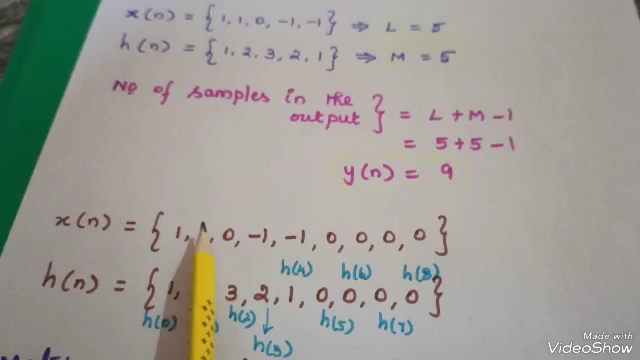 x(n) = { 1, 1, 0, -1, -1 } ⇒ L = 5
h(n) = { 1, 2, 3, 2, 1 } ⇒ M = 5
No of samples in the output } = L + M - 1
= 5 + 5 - 1
y(n) = 9
x(n) = { 1, , 0, -1, -1, 0, 0, 0, 0 }
h(4) h(6) h(8)
h(n) = { 1, 3, 2, 1, 0, 0, 0, 0 }
h(0) h(2) h(5) h(7)
h(3)
Made with
VideoShow